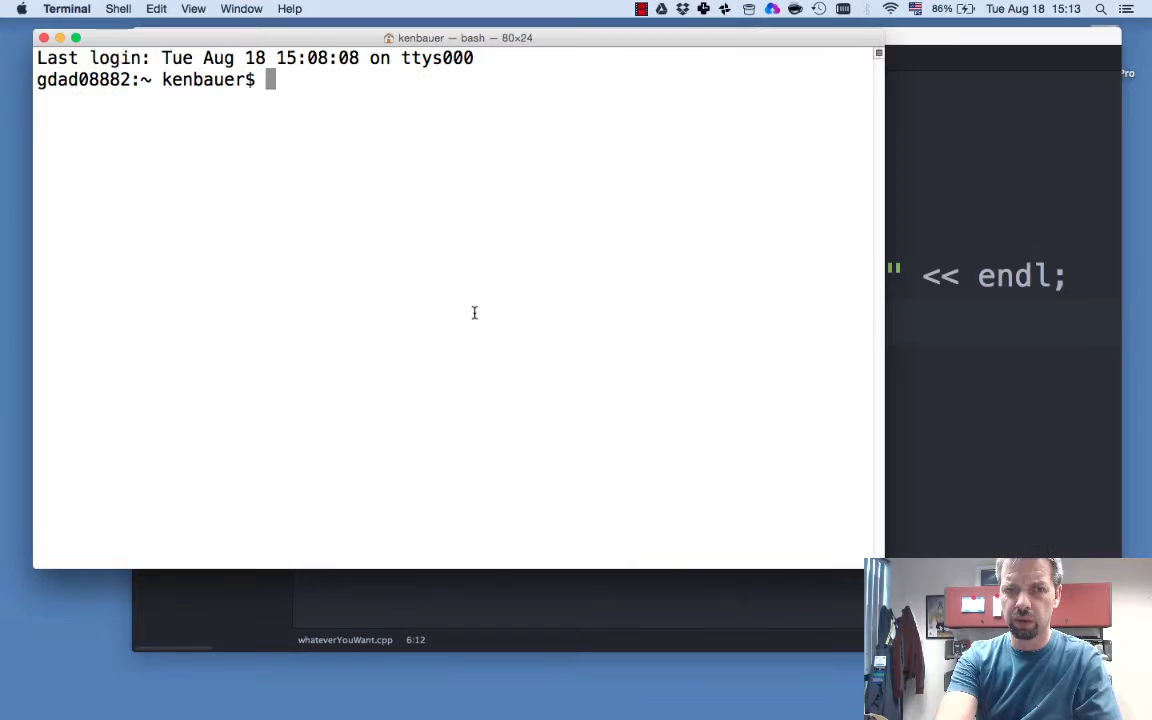 Terminal Shell Edit View Window Help 86% Tue Aug 18 15:13
kenbauer — bash — 80×24
Last login: Tue Aug 18 15:08:08 on ttys000
gdad08882:~ kenbauer$
Pro
" << endl;
whateverYouWant.cpp 6:12